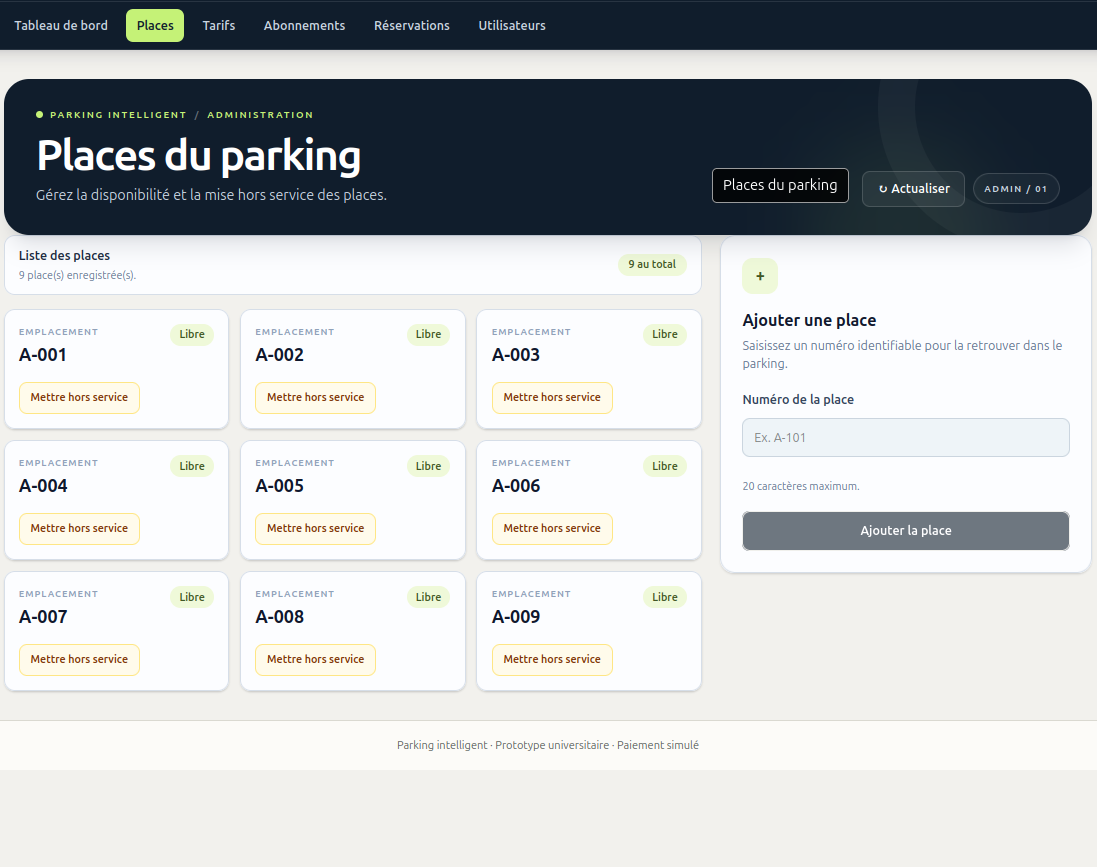 Tableau de bord
Places
Tarifs
Abonnements
Réservations
Utilisateurs
PARKING INTELLIGENT / ADMINISTRATION
Places du parking
Gérez la disponibilité et la mise hors service des places.
Places du parking
↻ Actualiser
ADMIN / 01
Liste des places
9 place(s) enregistrée(s).
9 au total
EMPLACEMENT
Libre
A-001
Mettre hors service
EMPLACEMENT
Libre
A-002
Mettre hors service
EMPLACEMENT
Libre
A-003
Mettre hors service
EMPLACEMENT
Libre
A-004
Mettre hors service
EMPLACEMENT
Libre
A-005
Mettre hors service
EMPLACEMENT
Libre
A-006
Mettre hors service
EMPLACEMENT
Libre
A-007
Mettre hors service
EMPLACEMENT
Libre
A-008
Mettre hors service
EMPLACEMENT
Libre
A-009
Mettre hors service
+
Ajouter une place
Saisissez un numéro identifiable pour la retrouver dans le
parking.
Numéro de la place
Ex. A-101
20 caractères maximum.
Ajouter la place
Parking intelligent · Prototype universitaire · Paiement simulé